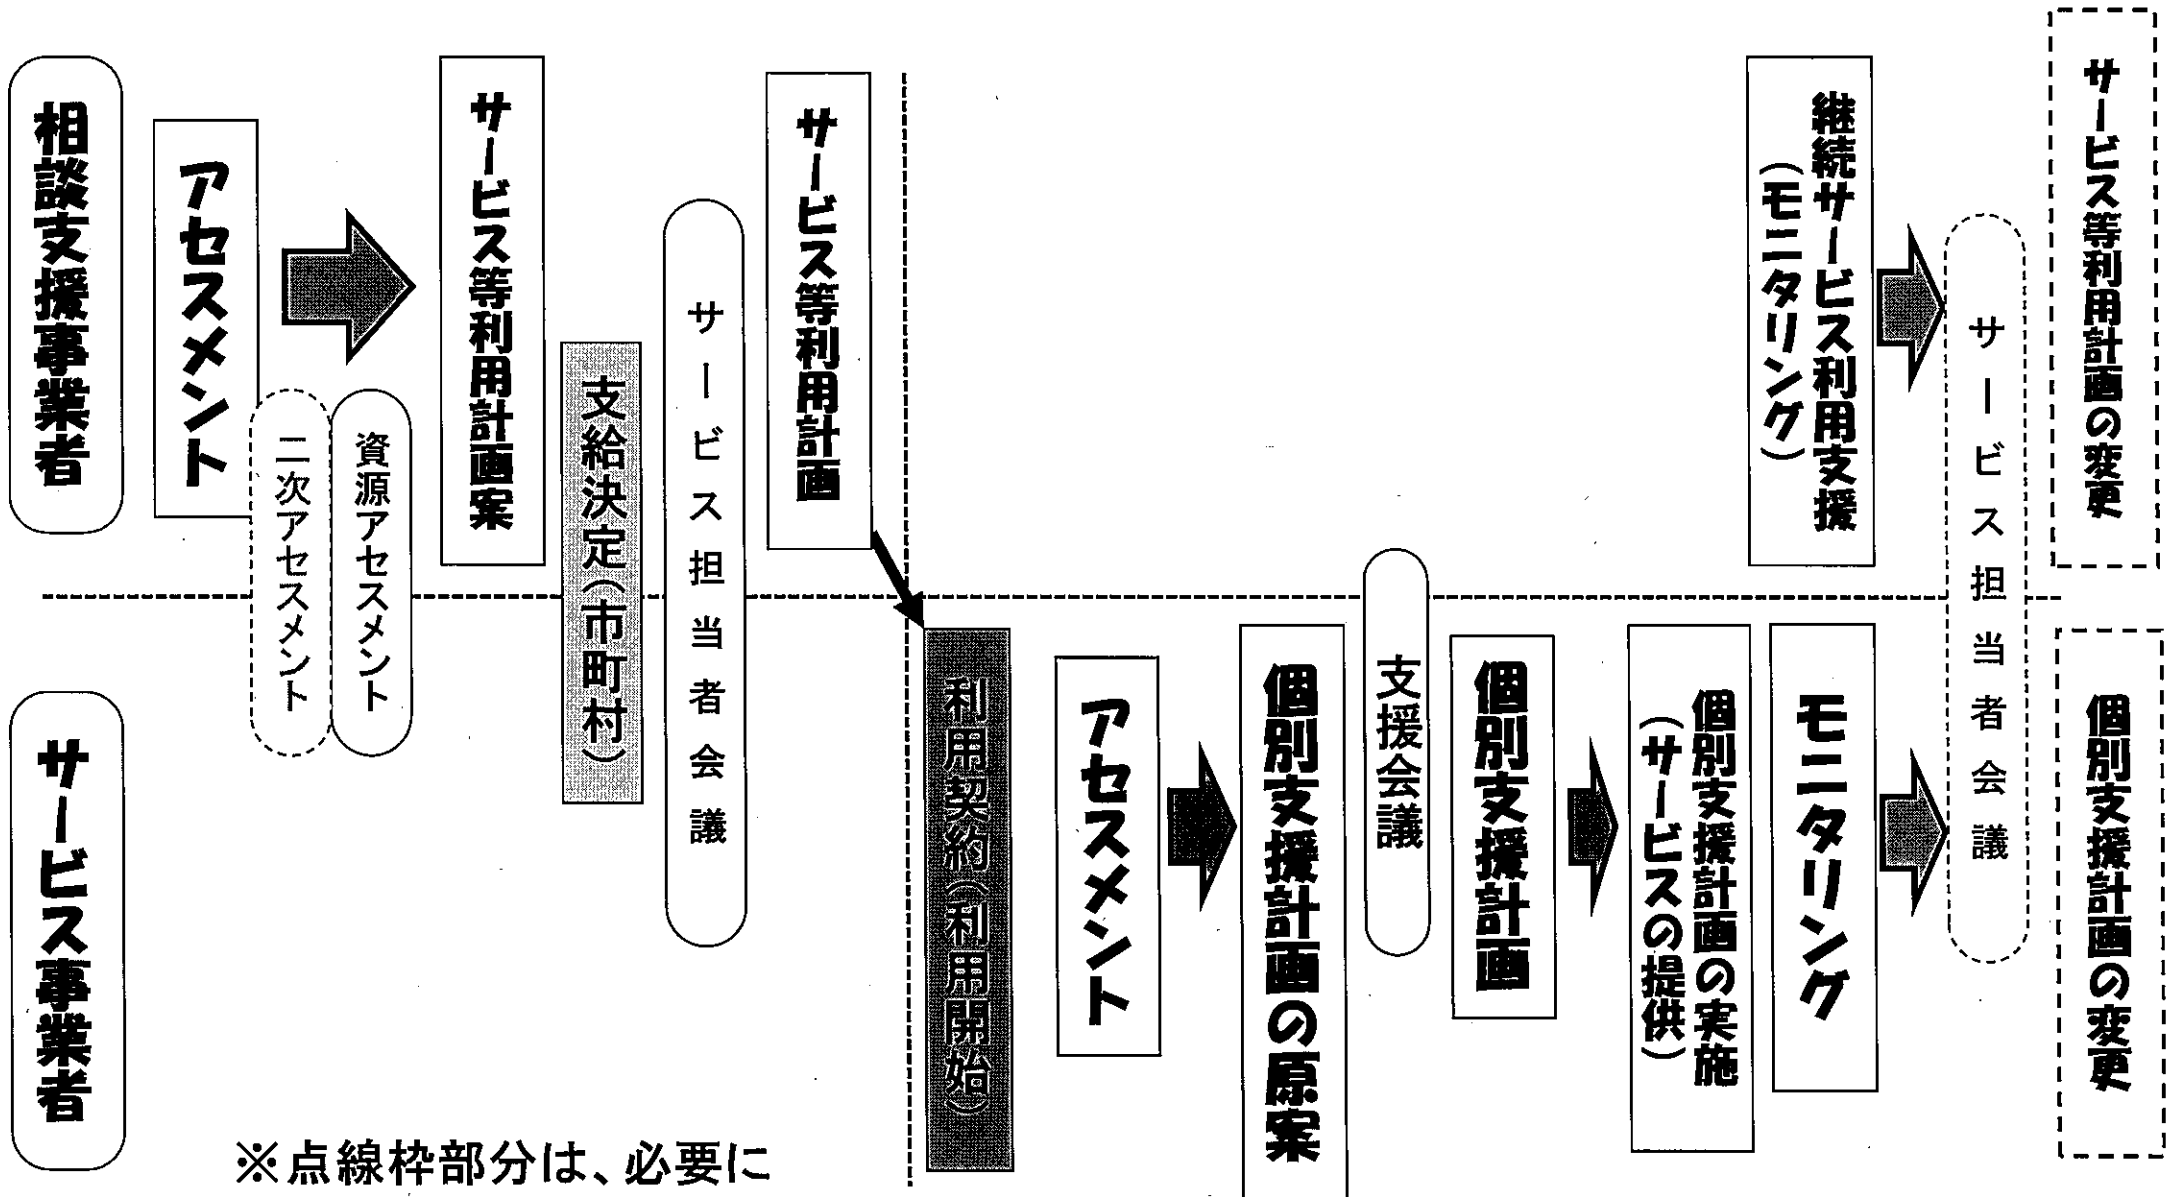 相談支援事業者
アセスメント
二次アセスメント
資源アセスメント
サービス等利用計画案
支給決定（市町村）
サービス担当者会議
サービス等利用計画
継続サービス利用支援
（モニタリング）
サービス担当者会議
サービス等利用計画の変更
サービス事業者
利用契約（利用開始）
アセスメント
個別支援計画の原案
支援会議
個別支援計画
個別支援計画の実施
（サービスの提供）
モニタリング
個別支援計画の変更
※点線枠部分は、必要に